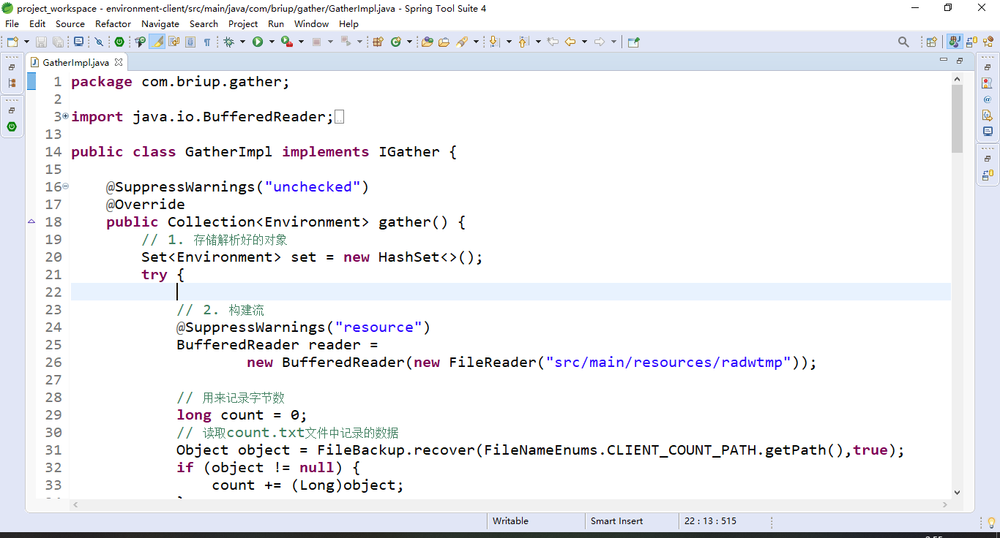 project_workspace - environment-client/src/main/java/com/briup/gather/GatherImpl.java - Spring Tool Suite 4
File Edit Source Refactor Navigate Search Project Run Window Help
GatherImpl.java
1 package com.briup.gather;
2
3 import java.io.BufferedReader;
13
14 public class GatherImpl implements IGather {
15
16 @SuppressWarnings("unchecked")
17 @Override
18 public Collection<Environment> gather() {
19 // 1. 存储解析好的对象
20 Set<Environment> set = new HashSet<>();
21 try {
22
23 // 2. 构建流
24 @SuppressWarnings("resource")
25 BufferedReader reader =
26 new BufferedReader(new FileReader("src/main/resources/radwtmp"));
27
28 // 用来记录字节数
29 long count = 0;
30 // 读取count.txt文件中记录的数据
31 Object object = FileBackup.recover(FileNameEnums.CLIENT_COUNT_PATH.getPath(),true);
32 if (object != null) {
33 count += (Long)object;
Writable Smart Insert 22 : 13 : 515